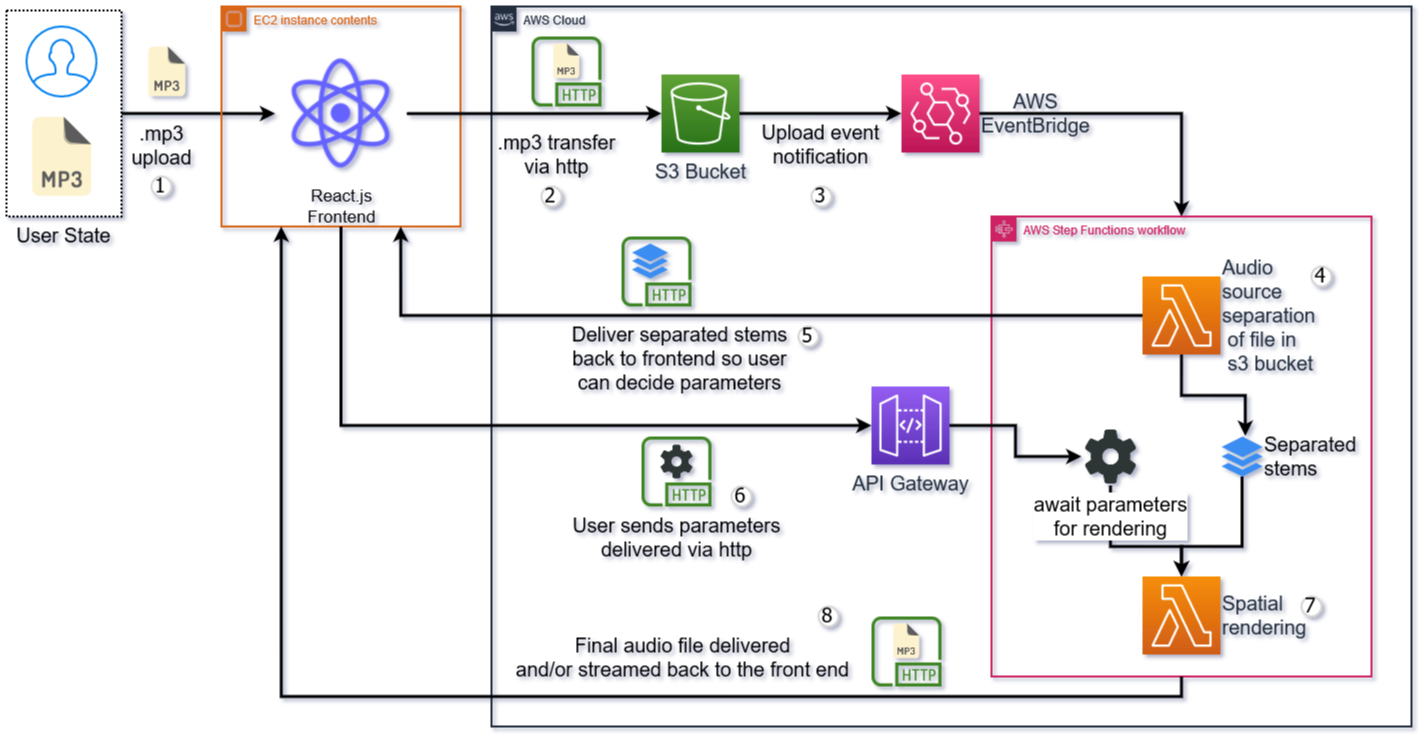 EC2 instance contents
aws
AWS Cloud
MP3
MP3
.mp3
upload
1
User State
React.js
Frontend
MP3
HTTP
.mp3 transfer
via http
2
S3 Bucket
Upload event
notification
3
AWS
EventBridge
AWS Step Functions workflow
Audio
source
separation
of file in
s3 bucket
4
HTTP
Deliver separated stems
back to frontend so user
can decide parameters
5
</>
API Gateway
HTTP
6
User sends parameters
delivered via http
await parameters
for rendering
Separated
stems
Spatial
rendering
7
8
Final audio file delivered
and/or streamed back to the front end
MP3
HTTP